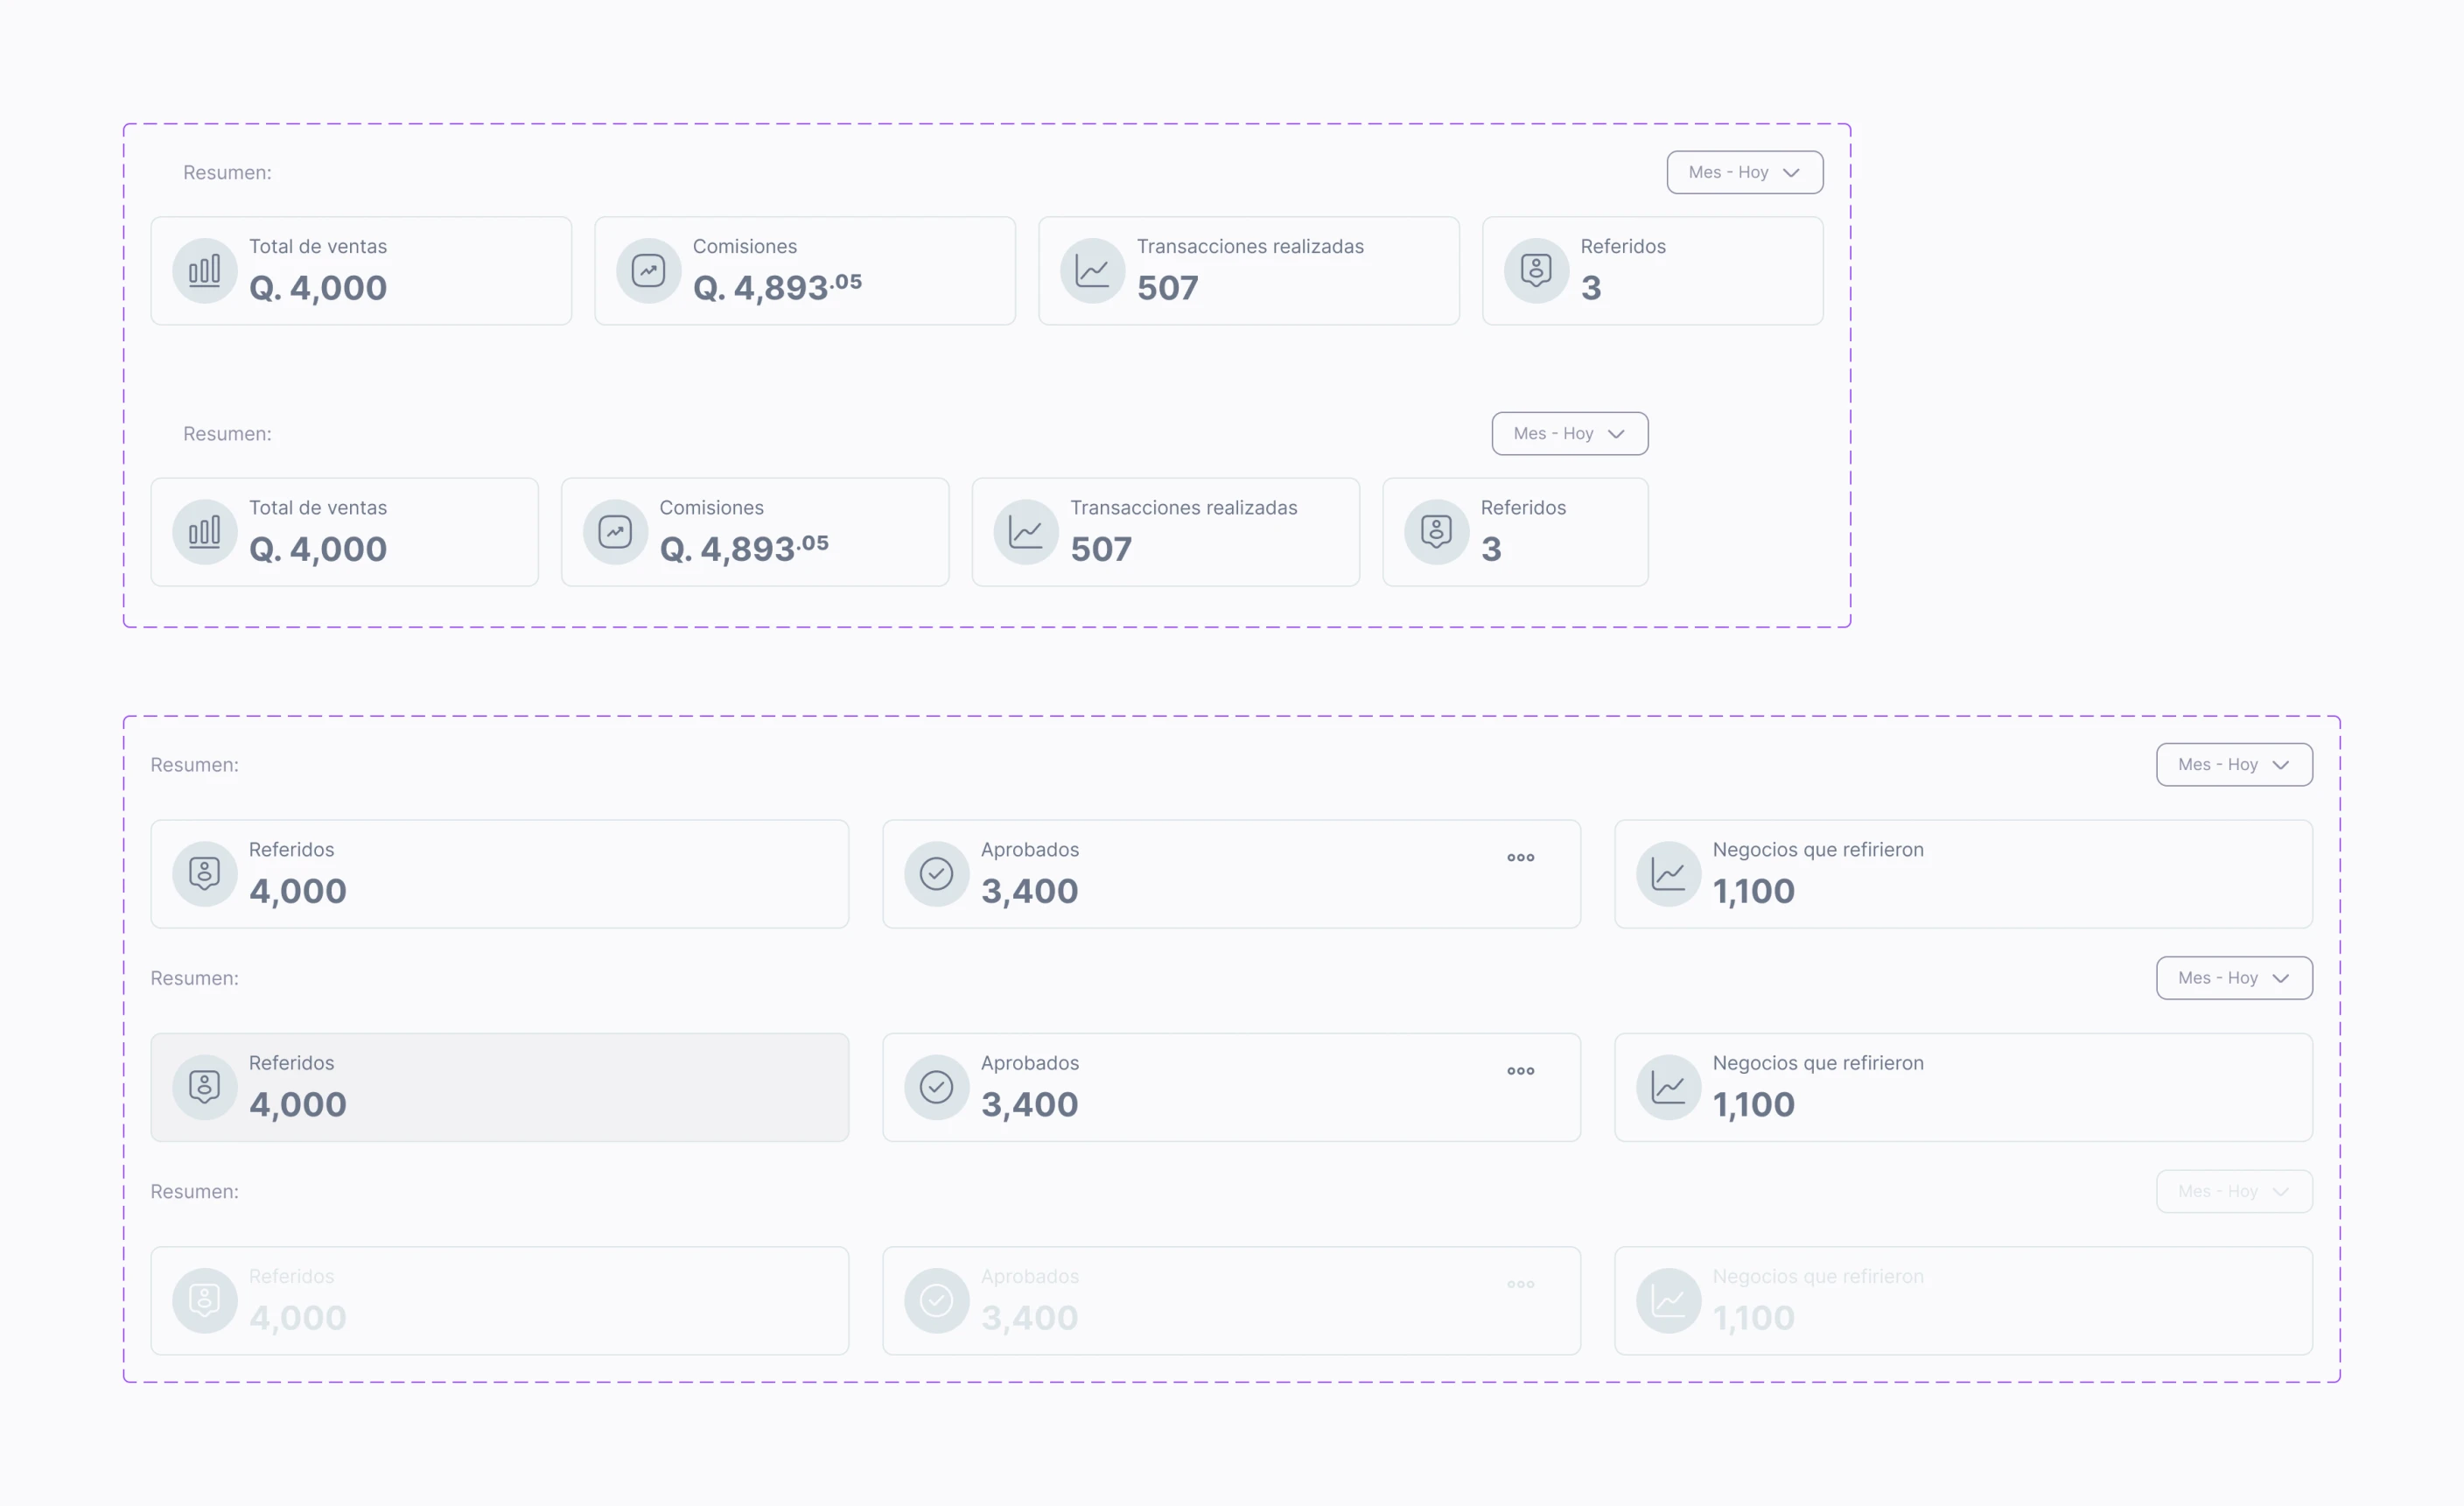 Resumen:
Mes - Hoy
Total de ventas
Q. 4,000
Comisiones
Q. 4,893.05
Transacciones realizadas
507
Referidos
3
Resumen:
Mes - Hoy
Total de ventas
Q. 4,000
Comisiones
Q. 4,893.05
Transacciones realizadas
507
Referidos
3
Resumen:
Mes - Hoy
Referidos
4,000
Aprobados
3,400
Negocios que refirieron
1,100
Resumen:
Mes - Hoy
Referidos
4,000
Aprobados
3,400
Negocios que refirieron
1,100
Resumen:
Mes - Hoy
Referidos
4,000
Aprobados
3,400
Negocios que refirieron
1,100